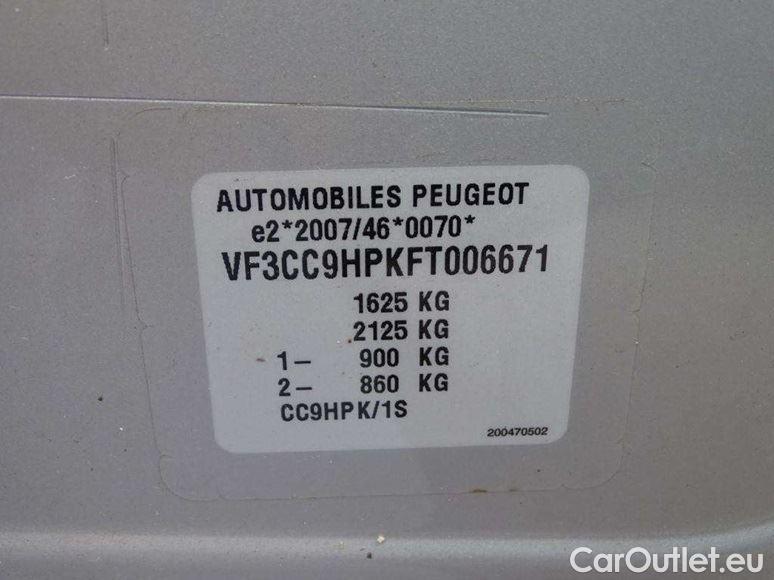 AUTOMOBILES PEUGEOT
e2*2007/46*0070*
VF3CC9HPKFT006671
1625 KG
2125 KG
1– 900 KG
2– 860 KG
CC9HPK/1S
200470502
CarOutlet.eu